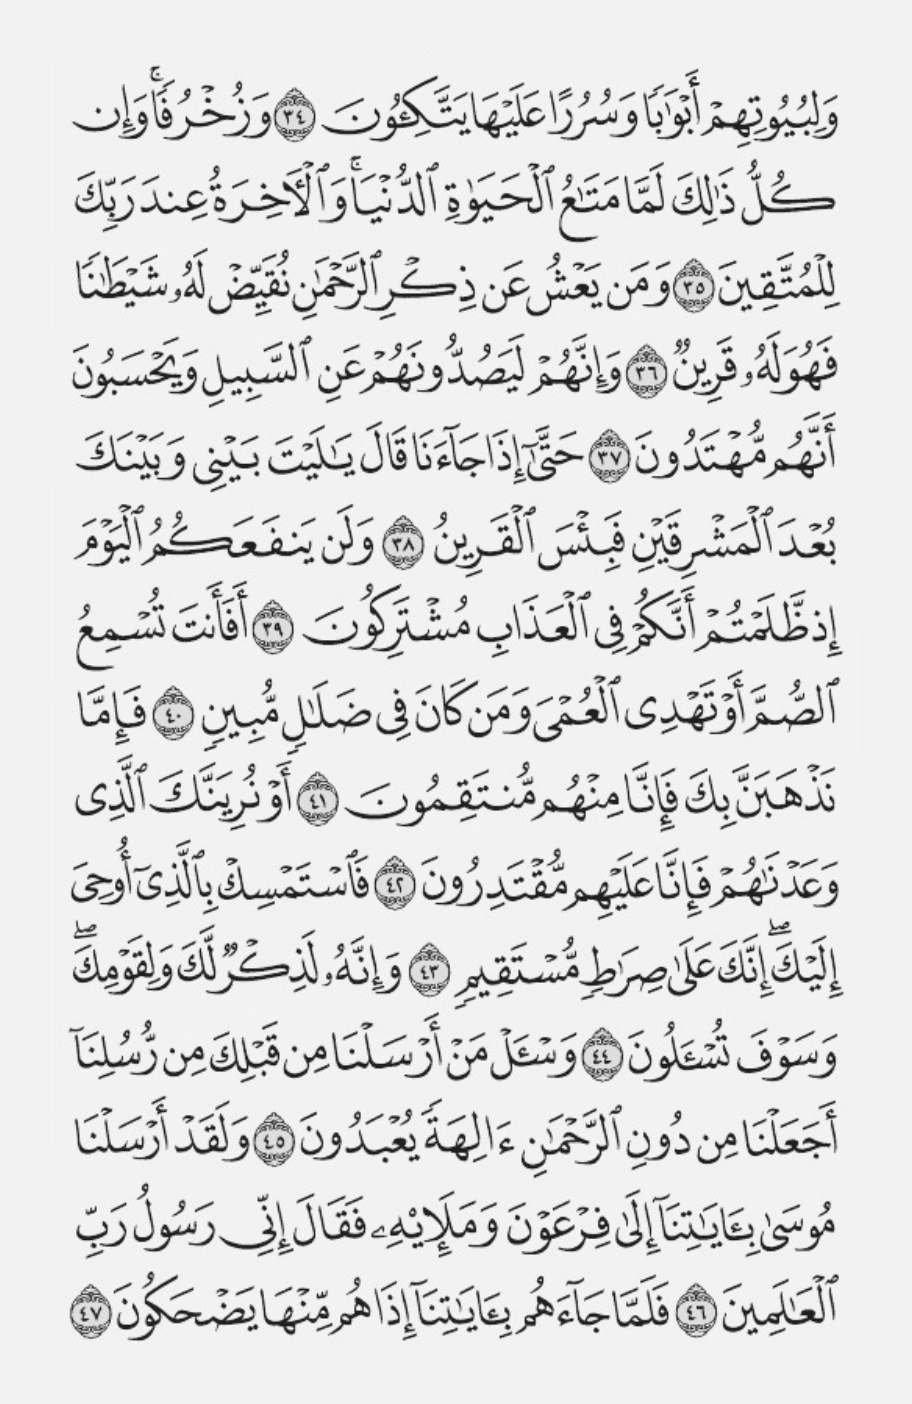 وَلِبُيُوتِهِمْ أَبْوَٰبًا وَسُرُرًا عَلَيْهَا يَتَّكِـُٔونَ ٣٤ وَزُخْرُفًا ۚ وَإِن
كُلُّ ذَٰلِكَ لَمَّا مَتَـٰعُ ٱلْحَيَوٰةِ ٱلدُّنْيَا ۚ وَٱلْـَٔاخِرَةُ عِندَ رَبِّكَ
لِلْمُتَّقِينَ ٣٥ وَمَن يَعْشُ عَن ذِكْرِ ٱلرَّحْمَـٰنِ نُقَيِّضْ لَهُۥ شَيْطَـٰنًا
فَهُوَ لَهُۥ قَرِينٌ ٣٦ وَإِنَّهُمْ لَيَصُدُّونَهُمْ عَنِ ٱلسَّبِيلِ وَيَحْسَبُونَ
أَنَّهُم مُّهْتَدُونَ ٣٧ حَتَّىٰٓ إِذَا جَآءَنَا قَالَ يَـٰلَيْتَ بَيْنِى وَبَيْنَكَ
بُعْدَ ٱلْمَشْرِقَيْنِ فَبِئْسَ ٱلْقَرِينُ ٣٨ وَلَن يَنفَعَكُمُ ٱلْيَوْمَ
إِذ ظَّلَمْتُمْ أَنَّكُمْ فِى ٱلْعَذَابِ مُشْتَرِكُونَ ٣٩ أَفَأَنتَ تُسْمِعُ
ٱلصُّمَّ أَوْ تَهْدِى ٱلْعُمْىَ وَمَن كَانَ فِى ضَلَـٰلٍ مُّبِينٍ ٤٠ فَإِمَّا
نَذْهَبَنَّ بِكَ فَإِنَّا مِنْهُم مُّنتَقِمُونَ ٤١ أَوْ نُرِيَنَّكَ ٱلَّذِى
وَعَدْنَـٰهُمْ فَإِنَّا عَلَيْهِم مُّقْتَدِرُونَ ٤٢ فَٱسْتَمْسِكْ بِٱلَّذِىٓ أُوحِىَ
إِلَيْكَ ۖ إِنَّكَ عَلَىٰ صِرَٰطٍ مُّسْتَقِيمٍ ٤٣ وَإِنَّهُۥ لَذِكْرٌ لَّكَ وَلِقَوْمِكَ ۖ
وَسَوْفَ تُسْـَٔلُونَ ٤٤ وَسْـَٔلْ مَنْ أَرْسَلْنَا مِن قَبْلِكَ مِن رُّسُلِنَآ
أَجَعَلْنَا مِن دُونِ ٱلرَّحْمَـٰنِ ءَالِهَةً يُعْبَدُونَ ٤٥ وَلَقَدْ أَرْسَلْنَا
مُوسَىٰ بِـَٔايَـٰتِنَآ إِلَىٰ فِرْعَوْنَ وَمَلَإِي۟هِۦ فَقَالَ إِنِّى رَسُولُ رَبِّ
ٱلْعَـٰلَمِينَ ٤٦ فَلَمَّا جَآءَهُم بِـَٔايَـٰتِنَآ إِذَا هُم مِّنْهَا يَضْحَكُونَ ٤٧